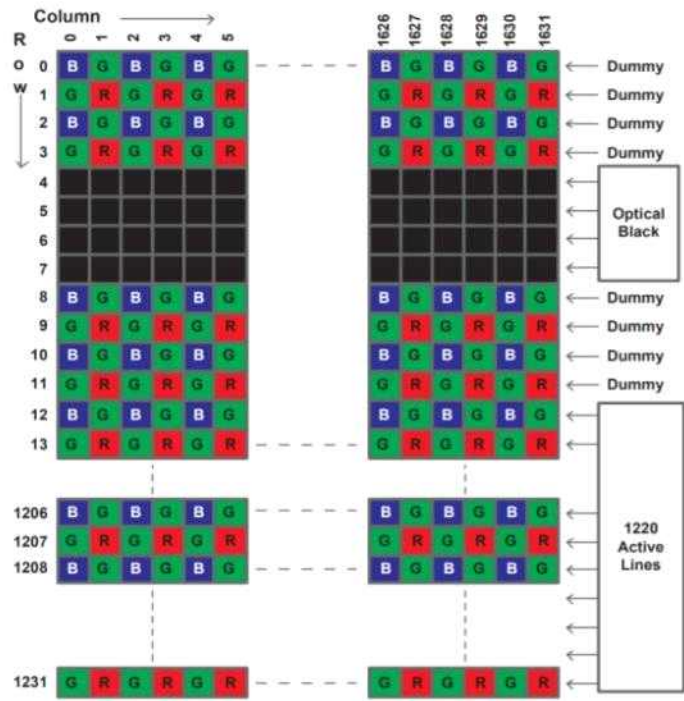 Column
0 1 2 3 4 5 1626 1627 1628 1629 1630 1631
Row
0 B G B G B G B G B G B G Dummy
1 G R G R G R G R G R G R Dummy
2 B G B G B G B G B G B G Dummy
3 G R G R G R G R G R G R Dummy
4
5
6
7
Optical
Black
8 B G B G B G B G B G B G Dummy
9 G R G R G R G R G R G R Dummy
10 B G B G B G B G B G B G Dummy
11 G R G R G R G R G R G R Dummy
12 B G B G B G B G B G B G
13 G R G R G R G R G R G R
1206 B G B G B G B G B G B G
1207 G R G R G R G R G R G R
1208 B G B G B G B G B G B G
1220
Active
Lines
1231 G R G R G R G R G R G R